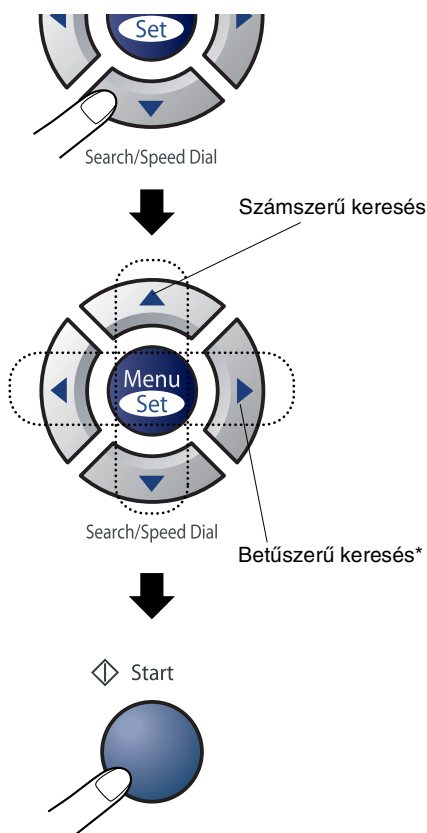 Set
Search/Speed Dial
Számszerű keresés
Menu
Set
Search/Speed Dial
Betűszerű keresés*
Start